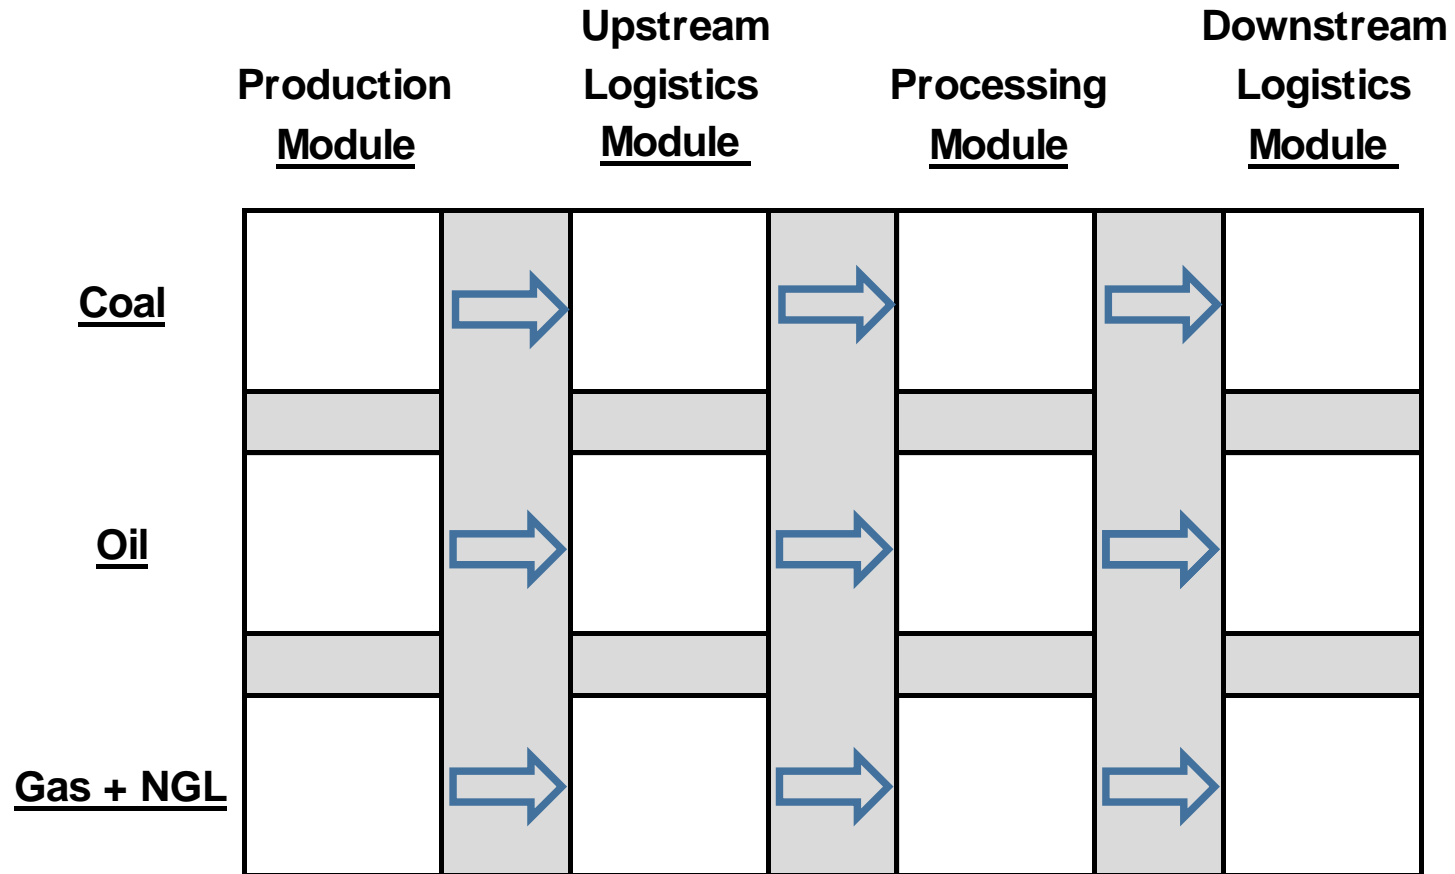 Production
Module
Upstream
Logistics
Module
Processing
Module
Downstream
Logistics
Module
Coal
Oil
Gas + NGL